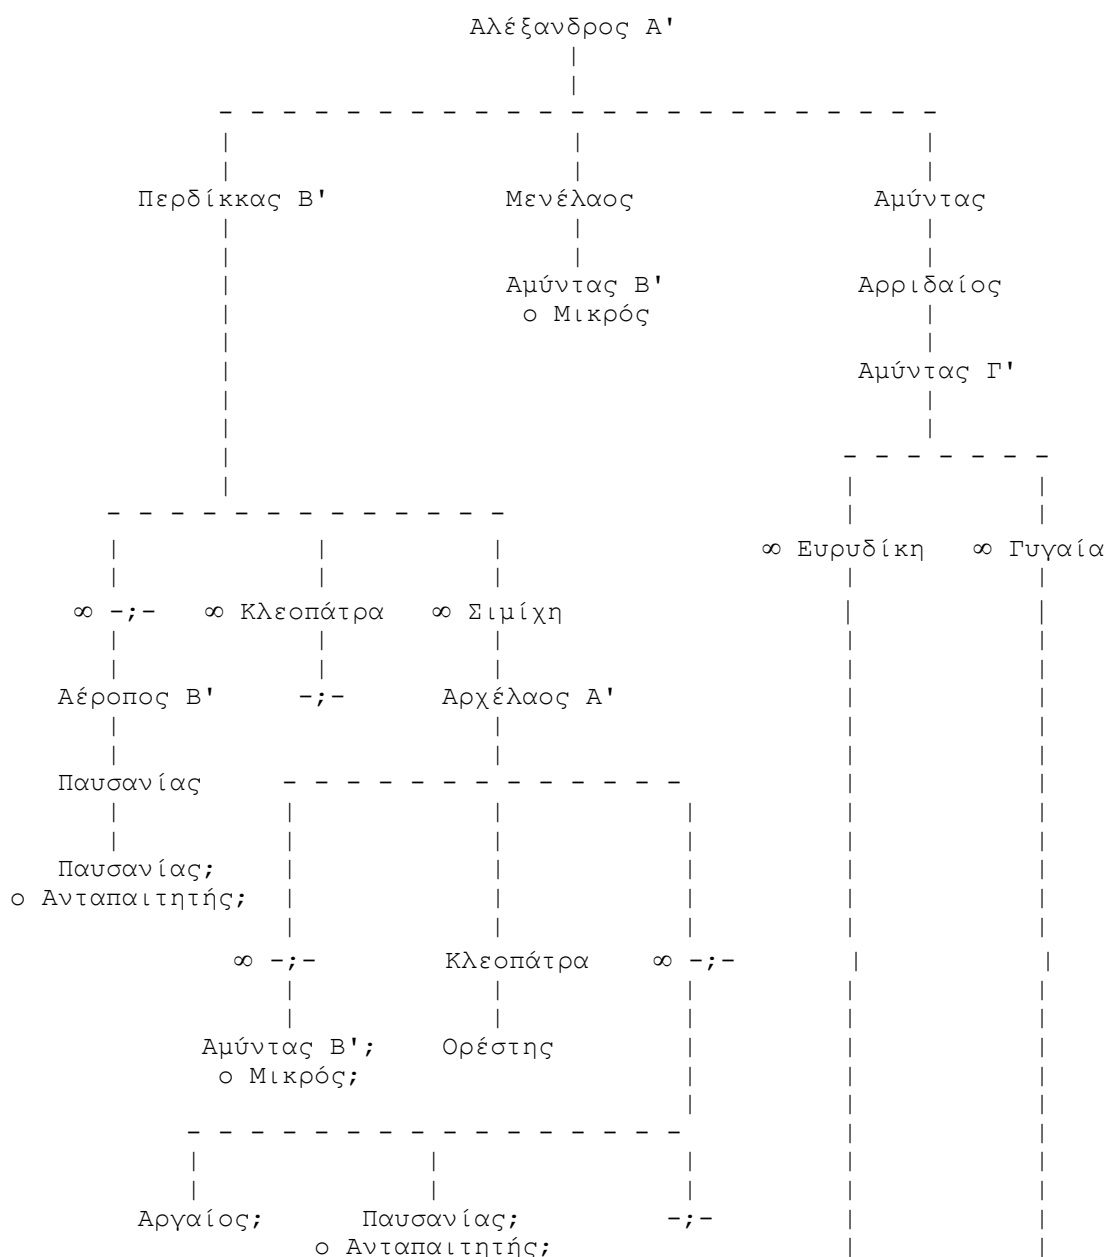 Αλέξανδρος Α'
Περδίκκας Β' Μενέλαος Αμύντας
Αμύντας Β' Αρριδαίος
ο Μικρός
Αμύντας Γ'
∞ Ευρυδίκη ∞ Γυγαία
∞ -;- ∞ Κλεοπάτρα ∞ Σιμίχη
Αέροπος Β' -;- Αρχέλαος Α'
Παυσανίας
Παυσανίας;
ο Ανταπαιτητής;
∞ -;- Κλεοπάτρα ∞ -;-
Αμύντας Β'; Ορέστης
ο Μικρός;
Αργαίος; Παυσανίας; -;-
ο Ανταπαιτητής;